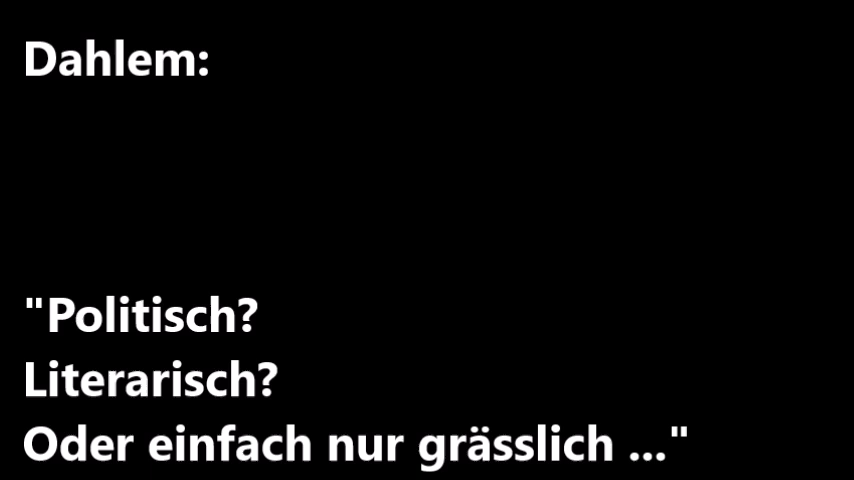 Dahlem:
"Politisch?
Literarisch?
Oder einfach nur grässlich ..."